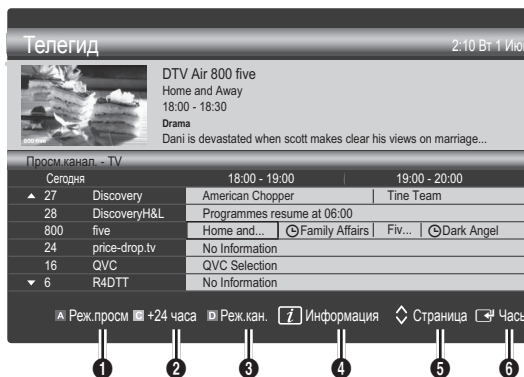 Телегид 2:10 Вт 1 Июн
DTV Air 800 five
Home and Away
18:00 - 18:30
Drama
Dani is devastated when scott makes clear his views on marriage...
800 five
Просм.канал. - TV
Сегодня 18:00 - 19:00 19:00 - 20:00
▲ 27 Discovery American Chopper Tine Team
28 DiscoveryH&L Programmes resume at 06:00
800 five Home and... Family Affairs Fiv... Dark Angel
24 price-drop.tv No Information
16 QVC QVC Selection
▼ 6 R4DTT No Information
A Реж.просм C +24 часа D Реж.кан. i Информация Страница Часы
1 2 3 4 5 6